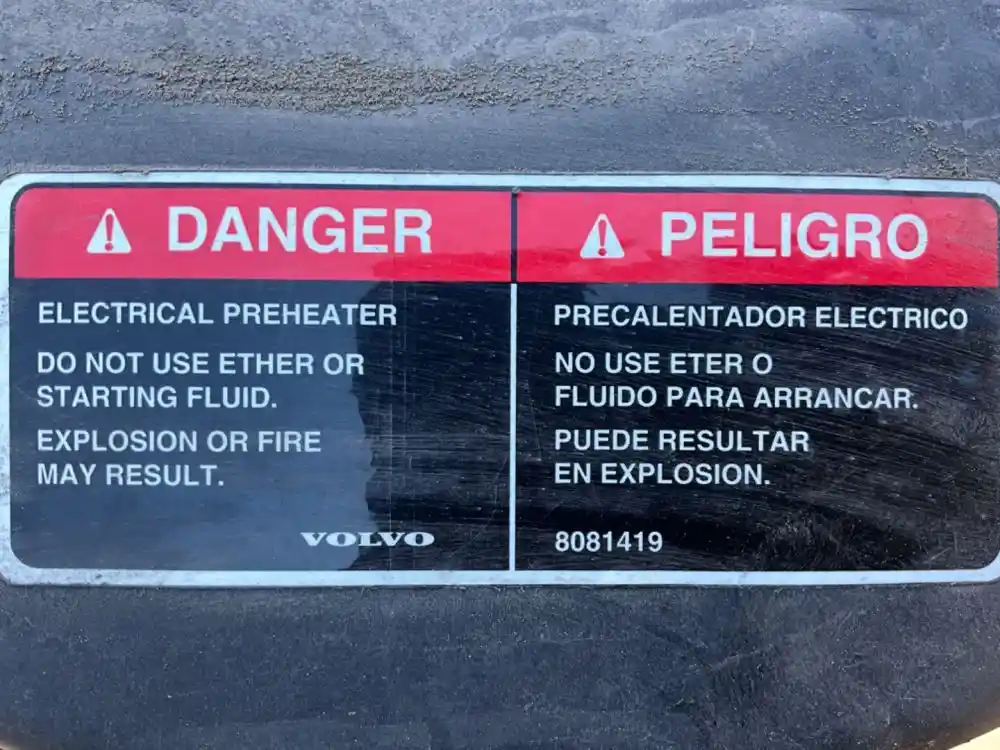 DANGER
ELECTRICAL PREHEATER
DO NOT USE ETHER OR
STARTING FLUID.
EXPLOSION OR FIRE
MAY RESULT.
VOLVO
PELIGRO
PRECALENTADOR ELECTRICO
NO USE ETER O
FLUIDO PARA ARRANCAR.
PUEDE RESULTAR
EN EXPLOSION.
8081419